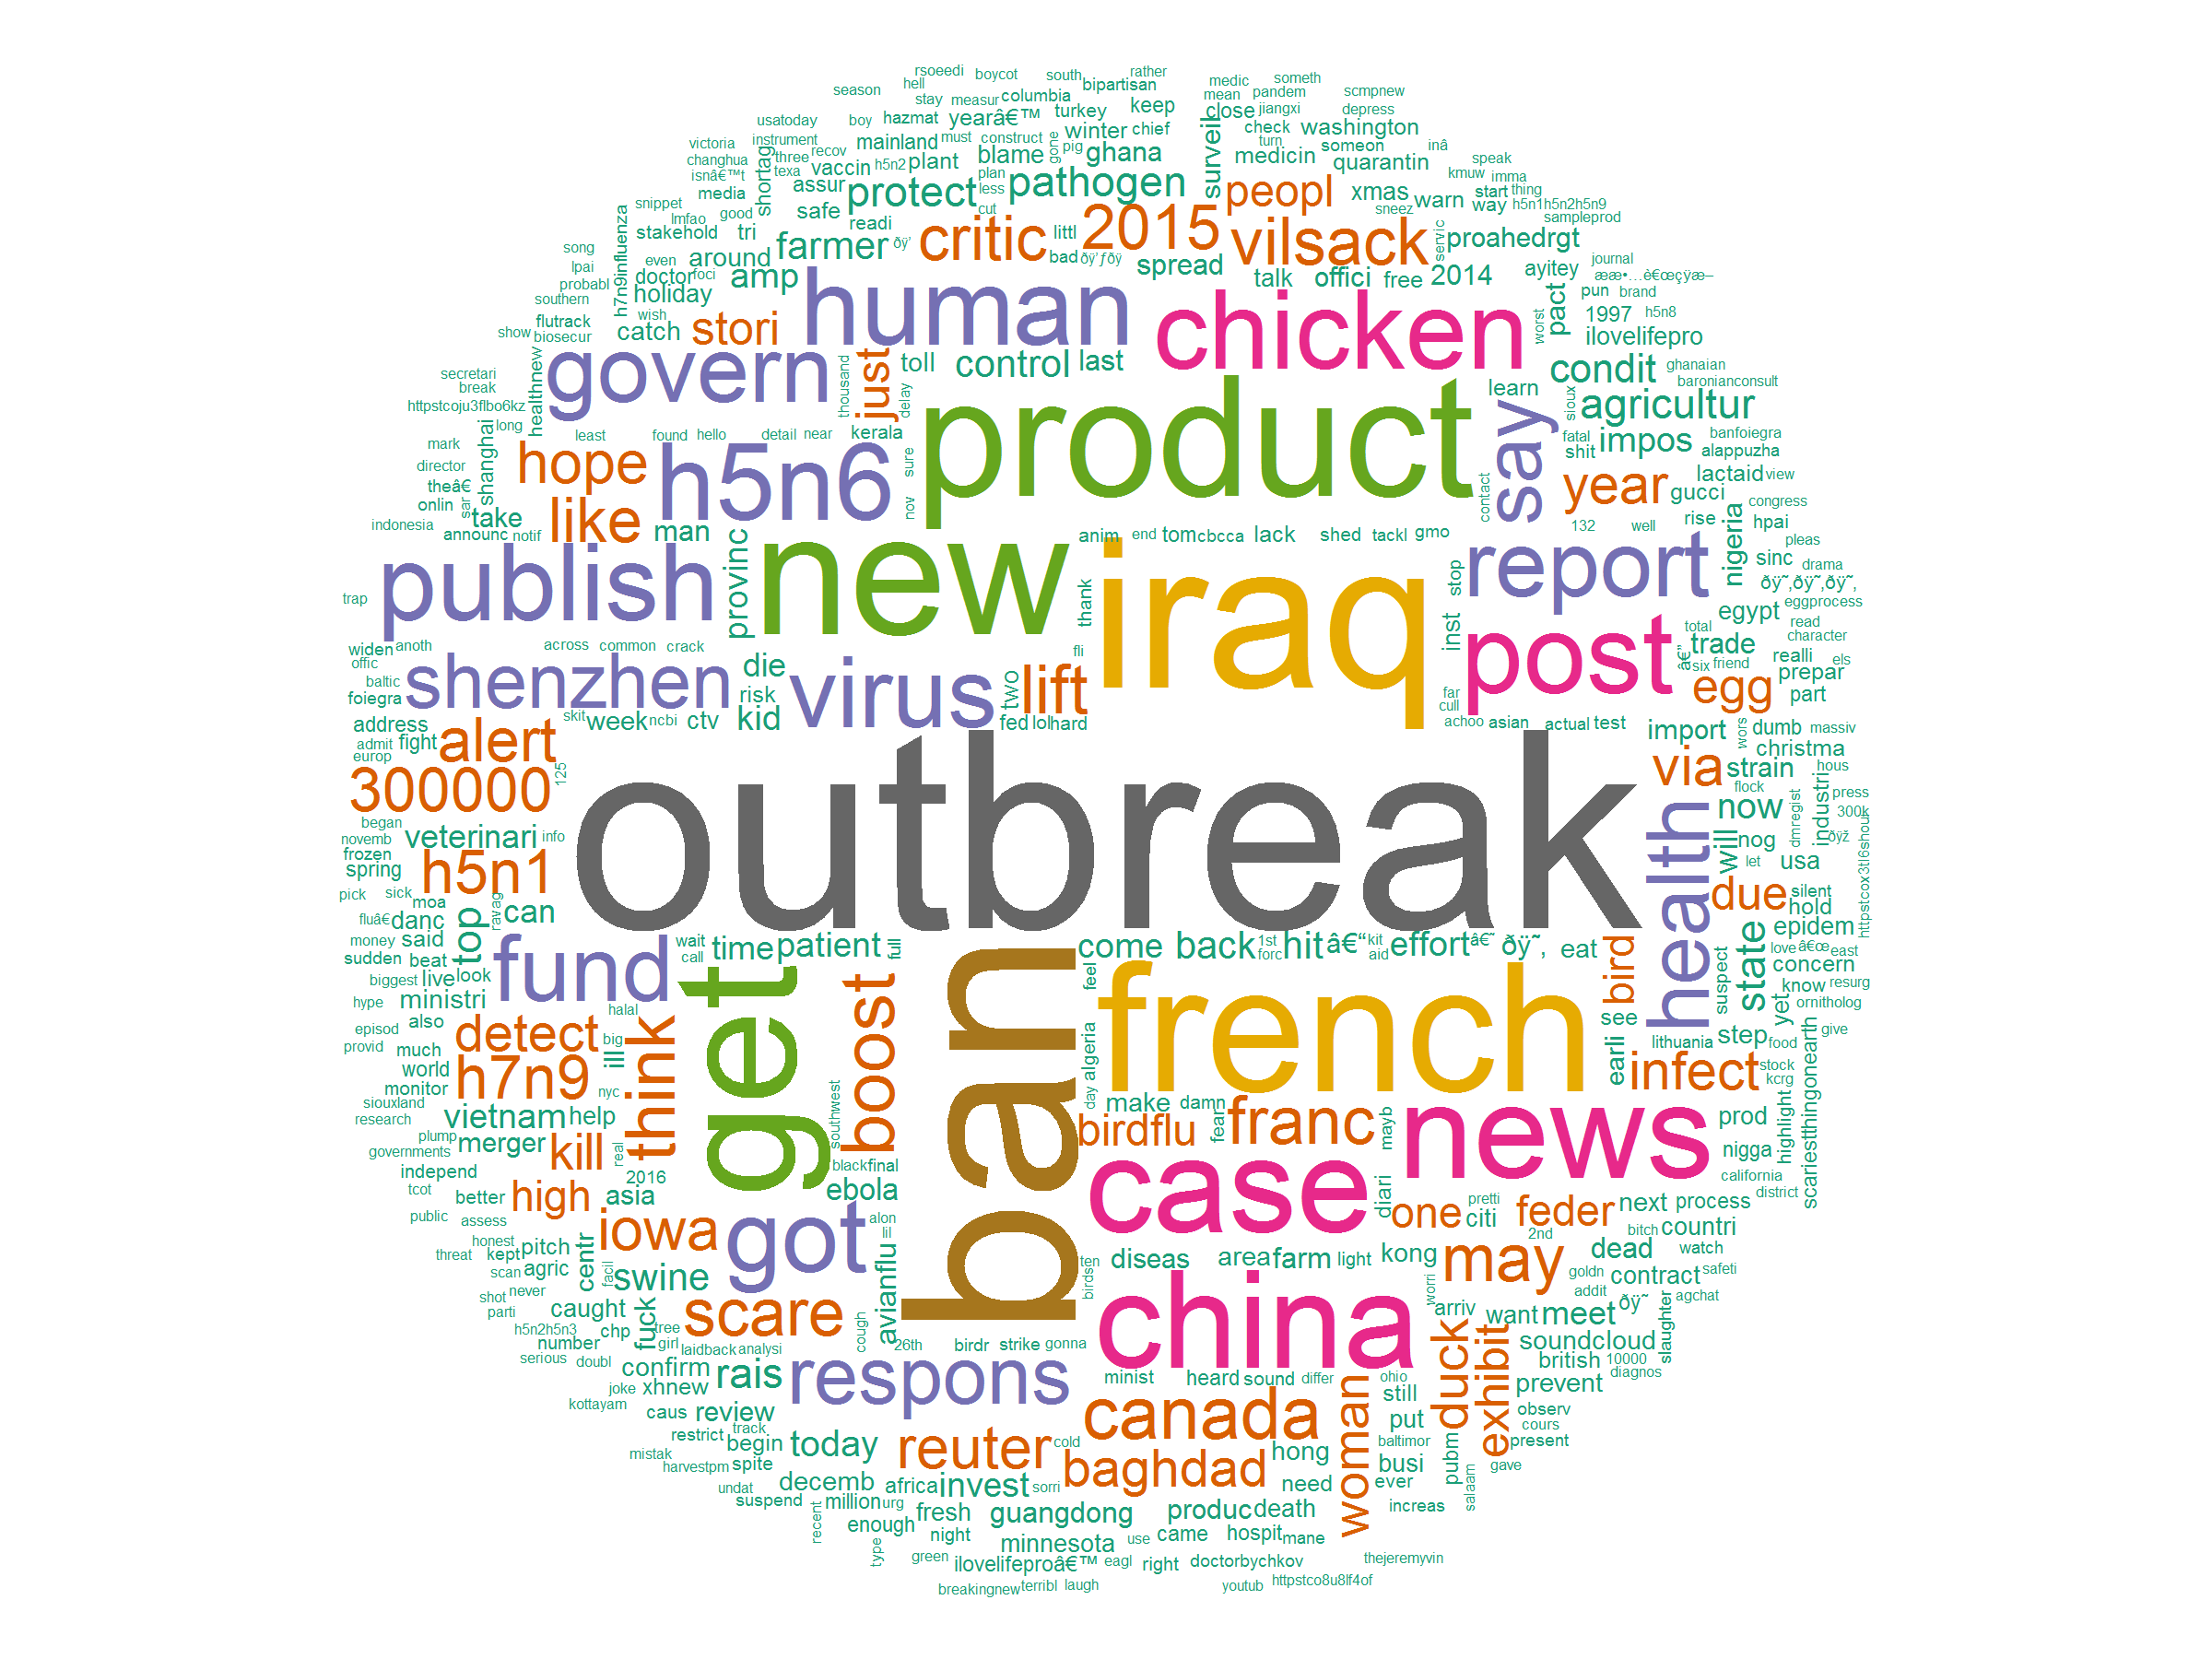 rsoeedi boycot south bipartisan rather medic someth
season hell stay measur columbia turkey keep mean pandem close jiangxi scmpnew depress
usatoday boy hazmat yearâ€™ winter chief surveil check washington
victoria instrument mainland must construct blame gone pig ghana medicin turn someon quarantin inâ
changhua three recov vaccin h5n2 plant speak
isnâ€™t texa shortag assur protect plan less pathogen peopl xmas warn kmuw imma start thing way
media safe cut sneez h5n1h5n2h5n9 sampleprod
snippet lmfao good readi critic littl 2015 vilsack servic proahedrgt
stakehold tri farmer ðÿ’
song even around bad ðÿ’ƒðÿ spread talk offici free 2014 ayitey journal
lpai doctor foci amp æœ•…è€œçÿæ–
probabl h7n9influenza holiday human chicken pact pun brand
southern wish stori 1997 h5n8
show flutrack catch ilovelifepro
biosecur govern just toll control last worst condit ghanaian
secretari healthnew thousand delay learn sioux baronianconsult
break agricultur
httpstcoju3flbo6kz product say
long least found hello detail near kerala impos banfoiegra
mark shanghai hope h5n6 sure fatal shit alappuzha
director year lactaid view
theâ€ like nov contact gucci congress
onlin sar take man
indonesia announc notif new anim end tom cbcca lack shed tackl gmo 132 well rise nigeria hpai pleas
publish provinc iraq stop report sinc drama
trap thank ðÿ˜‚ðÿ˜‚ðÿ˜‚
egypt eggprocess
widen anoth across common crack fli inst post total trade read character
offic shenzhen die virus two lift â€“ six friend realli els
baltic risk egg prepar
foiegra kid far cull part
address skit week ncbi ctv fed lol hard achoo asian actual test import wors dumb massiv
admit fight alert christma
europ 125 via strain hous
300000 outbreak flock press
began now dmregist industri 300k
novemb veterinari info health will nog ðÿž
frozen let usa
spring h5n1 due silent
pick sick moa hold httpstcox3tl6shour
fluâ€ danc top ravag can epidem
money said fund wait call time patient full come back 1st forc hit â€“ kit aid effort â€˜ ðÿ˜‚ eat bird state love â€œ east
sudden beat concern
biggest live look get boost ban feel french suspect know resurg
hype ministri halal yet ornitholog
episod also detect think big see step food give
provid much ill algeria earli lithuania
world h7n9 infect stock
monitor nyc day make damn kcrg
siouxland vietnam help southwest birdflu fear franc mayb news prod highlight scariestthingonearth
research
plump merger kill real nigga
governments
independ 2016 black final case california
tcot better high asia ebola diari pretti next process district
public assess iowa got alon lil one citi feder bitch countri
honest kept pitch centr 2nd
threat swine avianflu diseas area farm light kong may dead watch
scan agric facil birdsen ten china worri goldn contract safeti
shot never caught scare addit agchat
parti fuck arriv want meet ðÿ˜
h5n2h5n3 chp tree girl cough 26th birdr strike gonna duck exhibit soundcloud slaughter
number laidback analysi
serious doubl confirm rais respons minist heard sound differ ohio british 10000 diagnos
joke xhnew woman still prevent
kottayam caus review canada put observ
restrict track begin today reuter cold hong baltimor pubm cours present
mistak spite baghdad busi
harvestpm decemb africa invest sorri need ever gave
undat suspend million urg increas salaam
recent enough fresh guangdong produc death
night minnesota use came hospit mane
type green ilovelifeproâ€™ eagl right doctorbychkov thejeremyvin
breakingnew terribl laugh youtub httpstco8u8lf4of